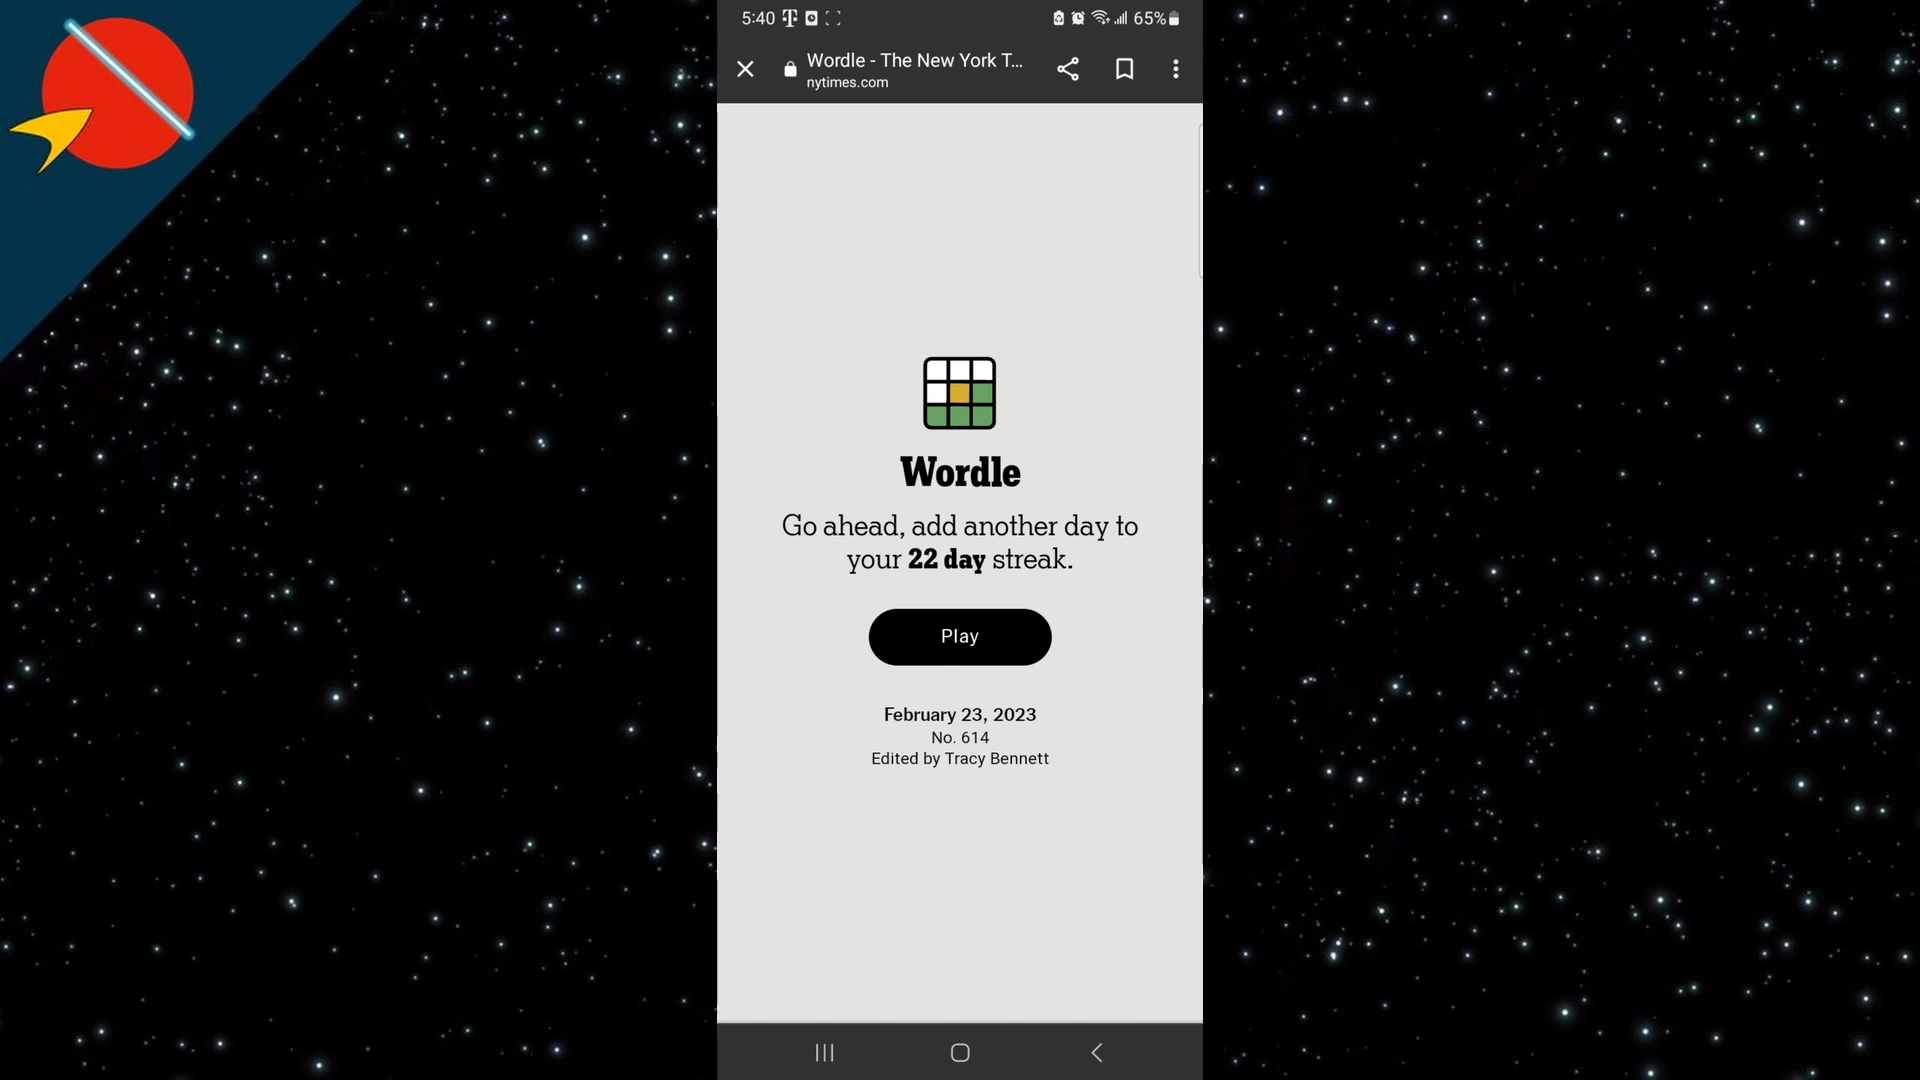 5:40
65%
Wordle - The New York T...
nytimes.com
Wordle
Go ahead, add another day to
your 22 day streak.
Play
February 23, 2023
No. 614
Edited by Tracy Bennett